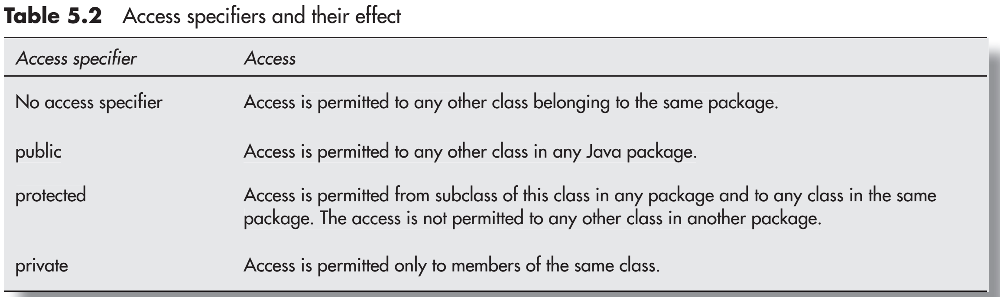 Table 5.2 Access specifiers and their effect
Access specifier Access
No access specifier Access is permitted to any other class belonging to the same package.
public Access is permitted to any other class in any Java package.
protected Access is permitted from subclass of this class in any package and to any class in the same
package. The access is not permitted to any other class in another package.
private Access is permitted only to members of the same class.